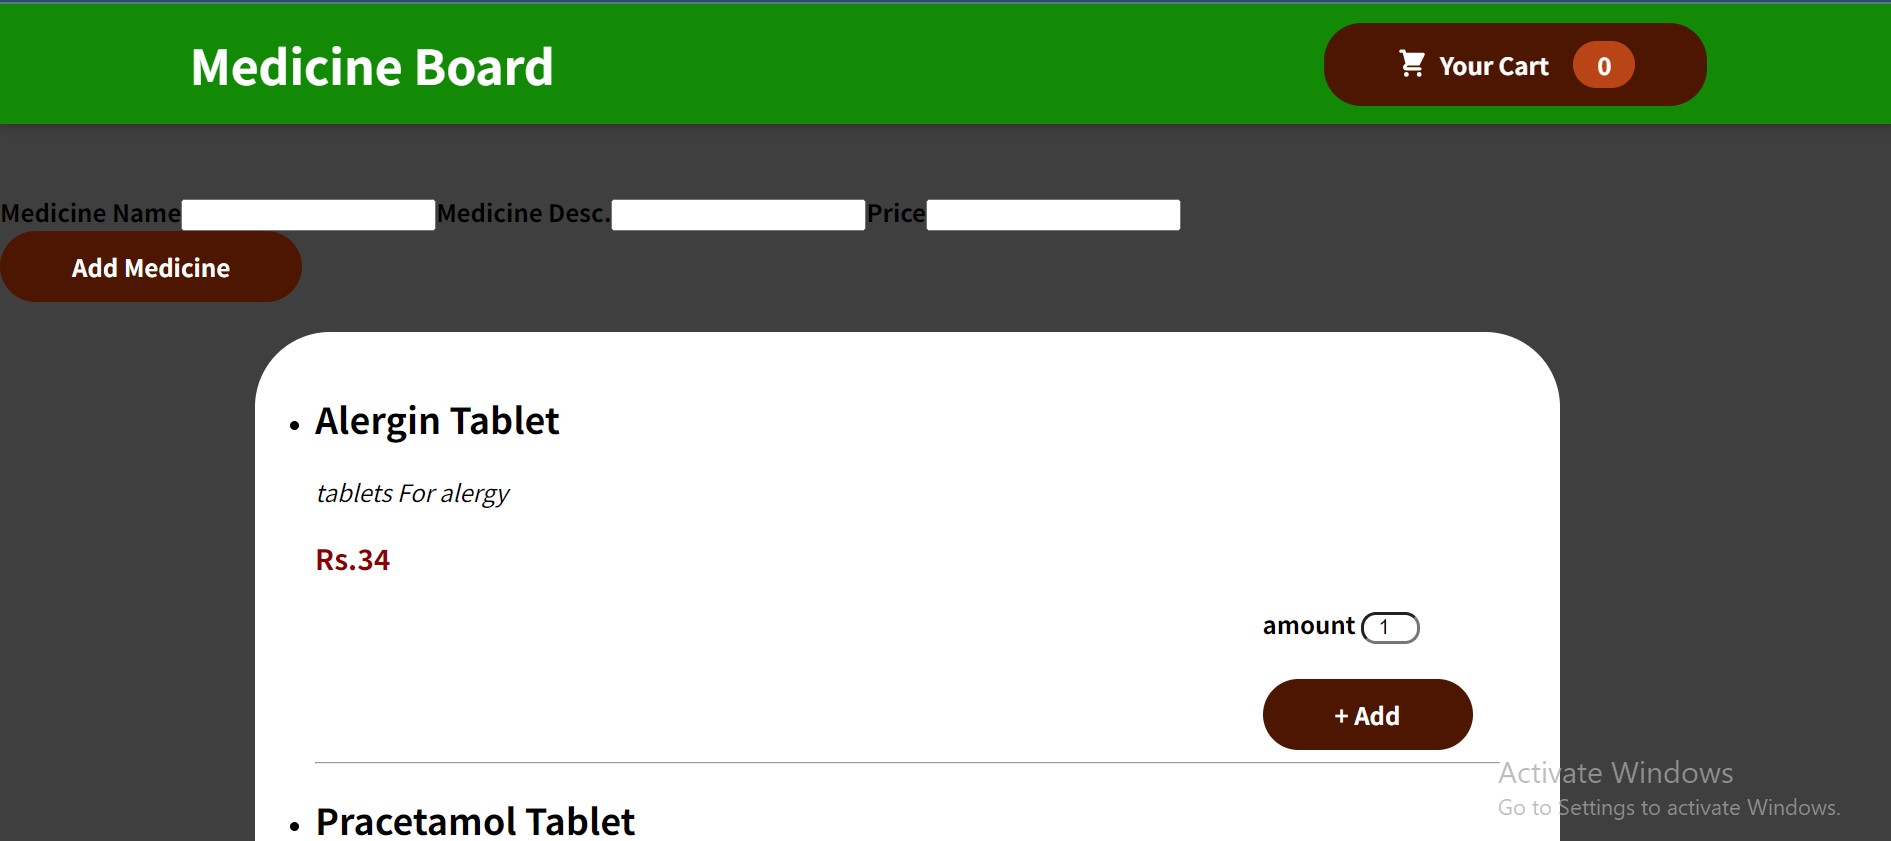 Medicine Board
Your Cart 0
Medicine Name Medicine Desc. Price
Add Medicine
Alergin Tablet
tablets For alergy
Rs.34
amount 1
+ Add
Pracetamol Tablet
Activate Windows
Go to Settings to activate Windows.